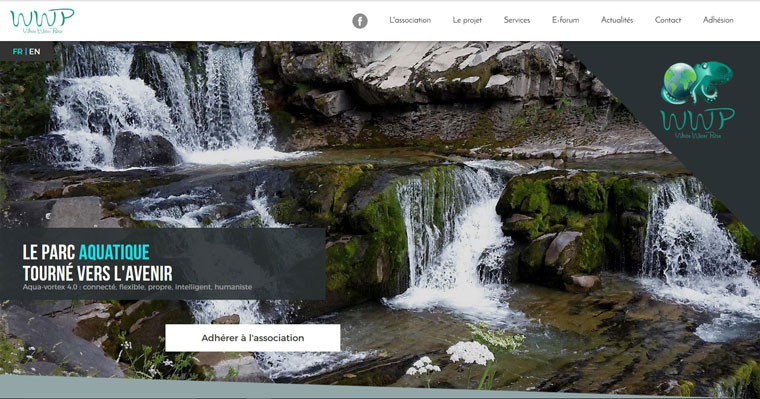 WWP
White Water Park
f
L'association
Le projet
Services
E-forum
Actualités
Contact
Adhésion
FR | EN
WWP
White Water Park
LE PARC AQUATIQUE
TOURNÉ VERS L'AVENIR
Aqua-vortex 4.0 : connecté, flexible, propre, intelligent, humaniste
Adhérer à l'association